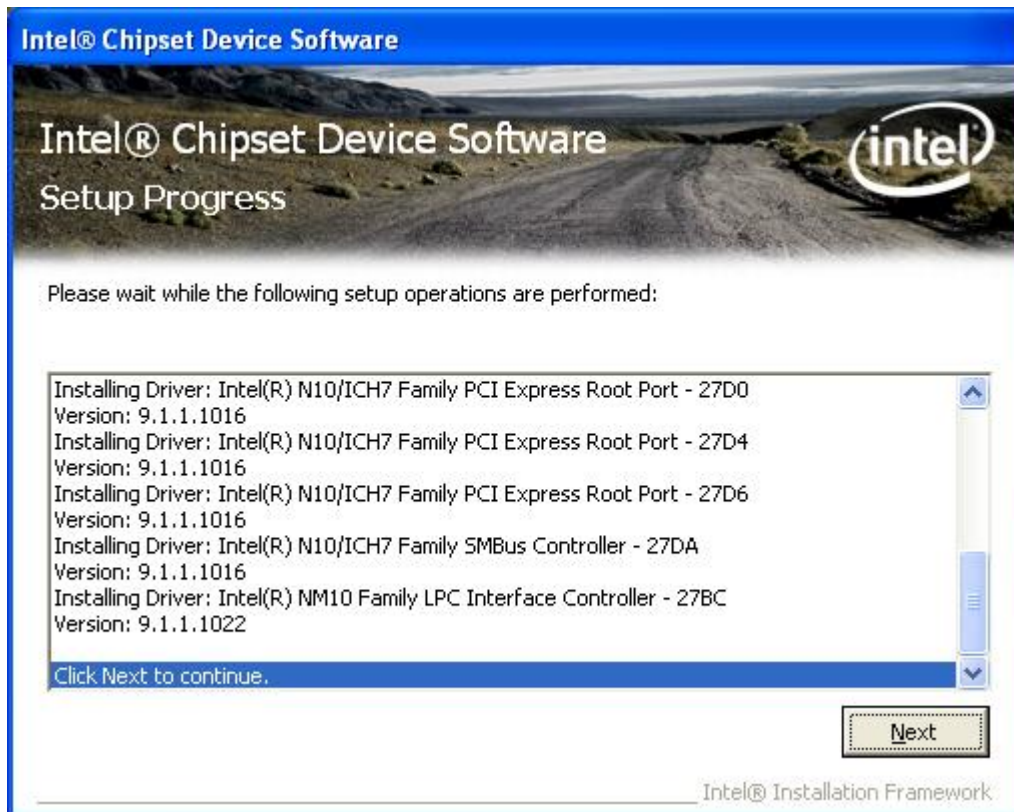 Intel® Chipset Device Software
Intel® Chipset Device Software
intel
Setup Progress
Please wait while the following setup operations are performed:
Installing Driver: Intel(R) N10/ICH7 Family PCI Express Root Port - 27D0
Version: 9.1.1.1016
Installing Driver: Intel(R) N10/ICH7 Family PCI Express Root Port - 27D4
Version: 9.1.1.1016
Installing Driver: Intel(R) N10/ICH7 Family PCI Express Root Port - 27D6
Version: 9.1.1.1016
Installing Driver: Intel(R) N10/ICH7 Family SMBus Controller - 27DA
Version: 9.1.1.1016
Installing Driver: Intel(R) NM10 Family LPC Interface Controller - 27BC
Version: 9.1.1.1022
Click Next to continue.
Next
Intel® Installation Framework